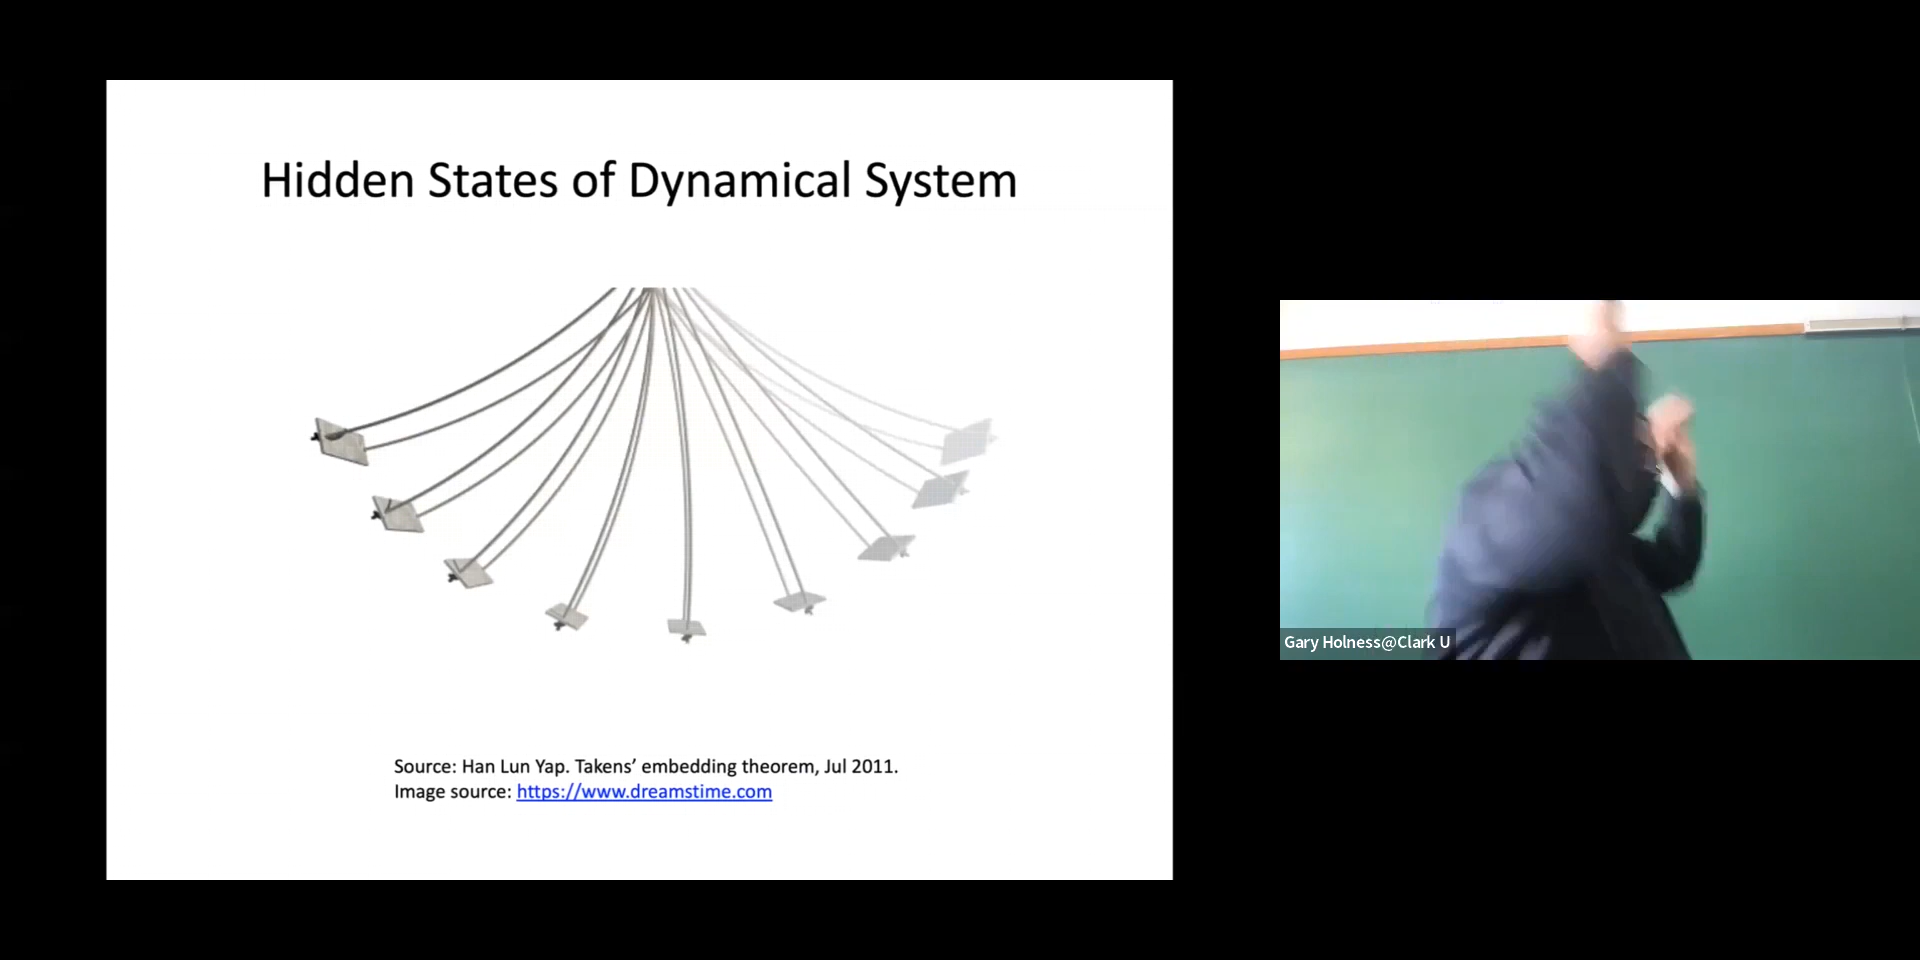 Hidden States of Dynamical System
Source: Han Lun Yap. Takens’ embedding theorem, Jul 2011.
Image source: https://www.dreamstime.com
Gary Holness@Clark U